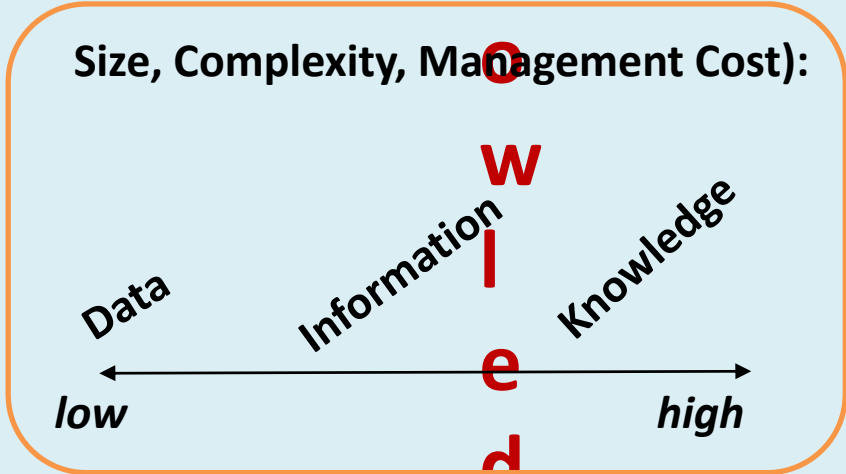 Size, Complexity, Management Cost):
o
w
l
e
d
Data
Information
Knowledge
low
high